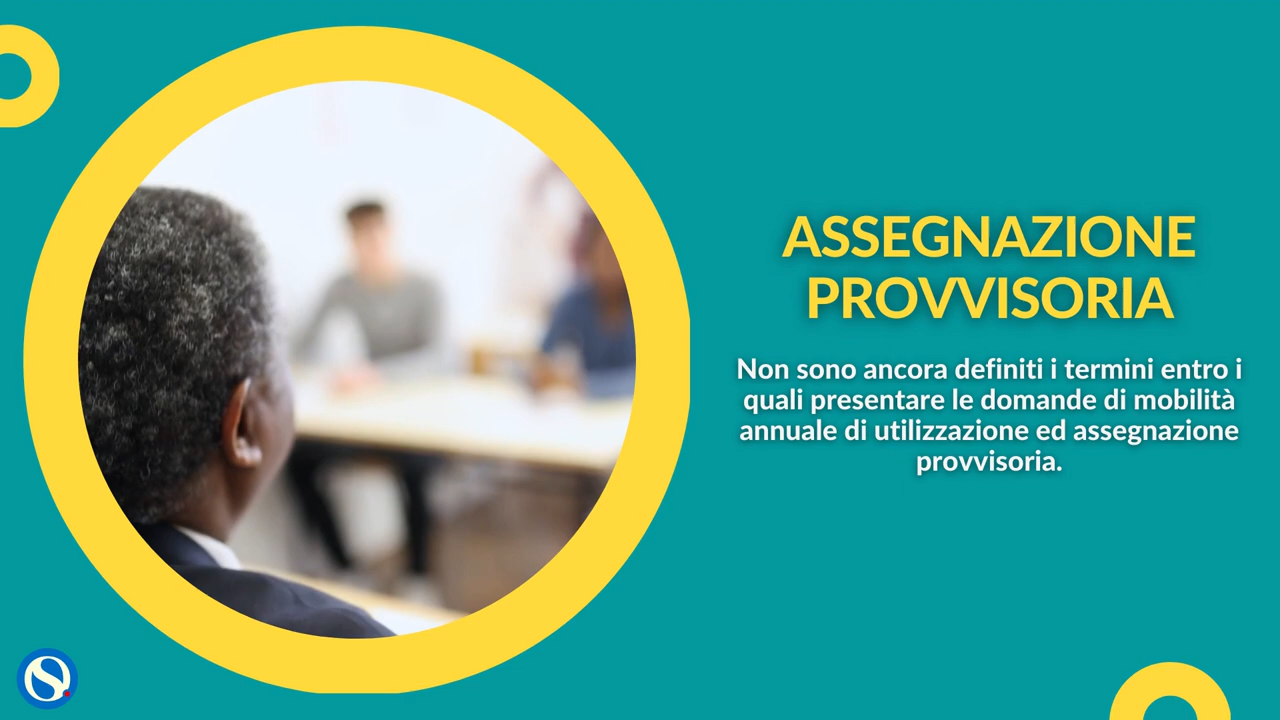 ASSEGNAZIONE
PROVVISORIA
Non sono ancora definiti i termini entro i
quali presentare le domande di mobilità
annuale di utilizzazione ed assegnazione
provvisoria.
S